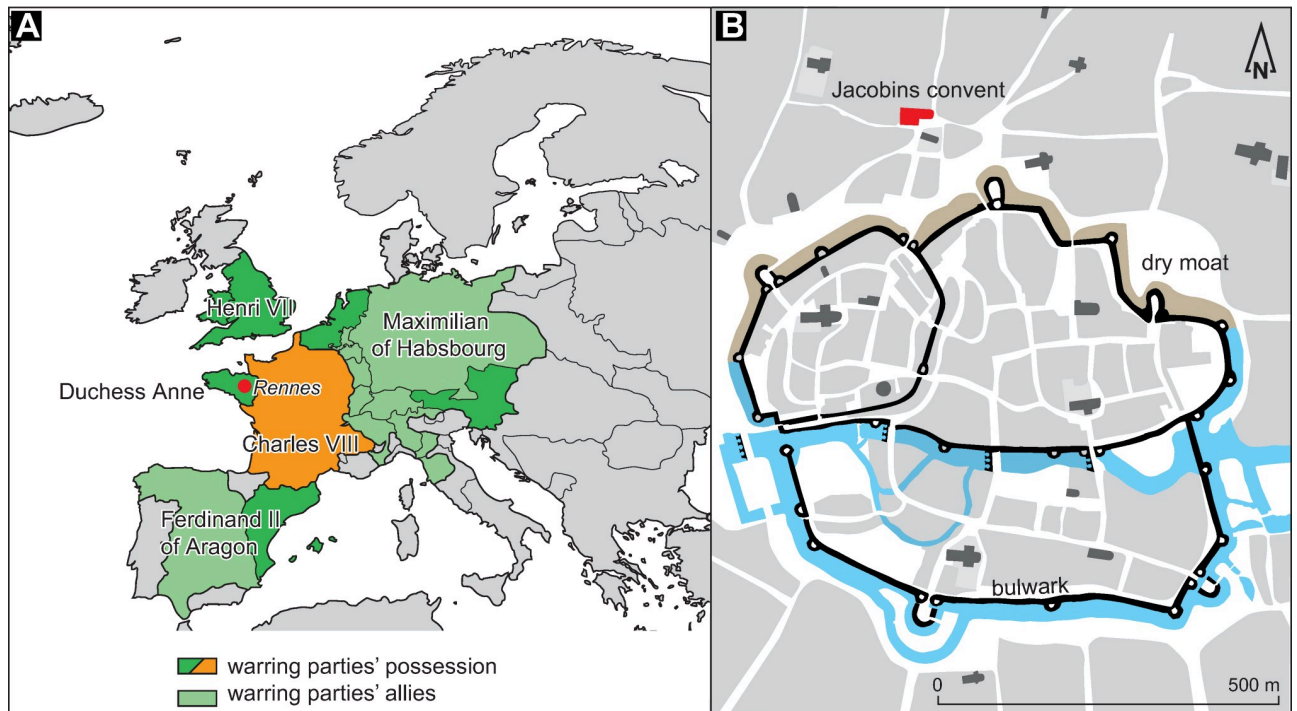 A
Henri VII
Maximilian
of Habsbourg
Duchess Anne
Rennes
Charles VIII
Ferdinand II
of Aragon
warring parties' possession
warring parties' allies
B
N
Jacobins convent
dry moat
bulwark
0
500 m